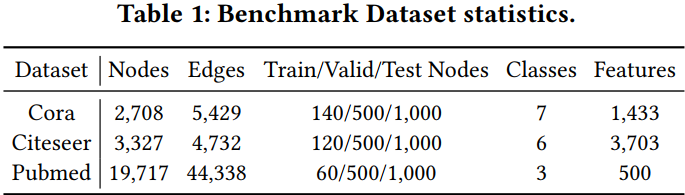 Table 1: Benchmark Dataset statistics.
Dataset Nodes Edges Train/Valid/Test Nodes Classes Features
Cora 2,708 5,429 140/500/1,000 7 1,433
Citeseer 3,327 4,732 120/500/1,000 6 3,703
Pubmed 19,717 44,338 60/500/1,000 3 500